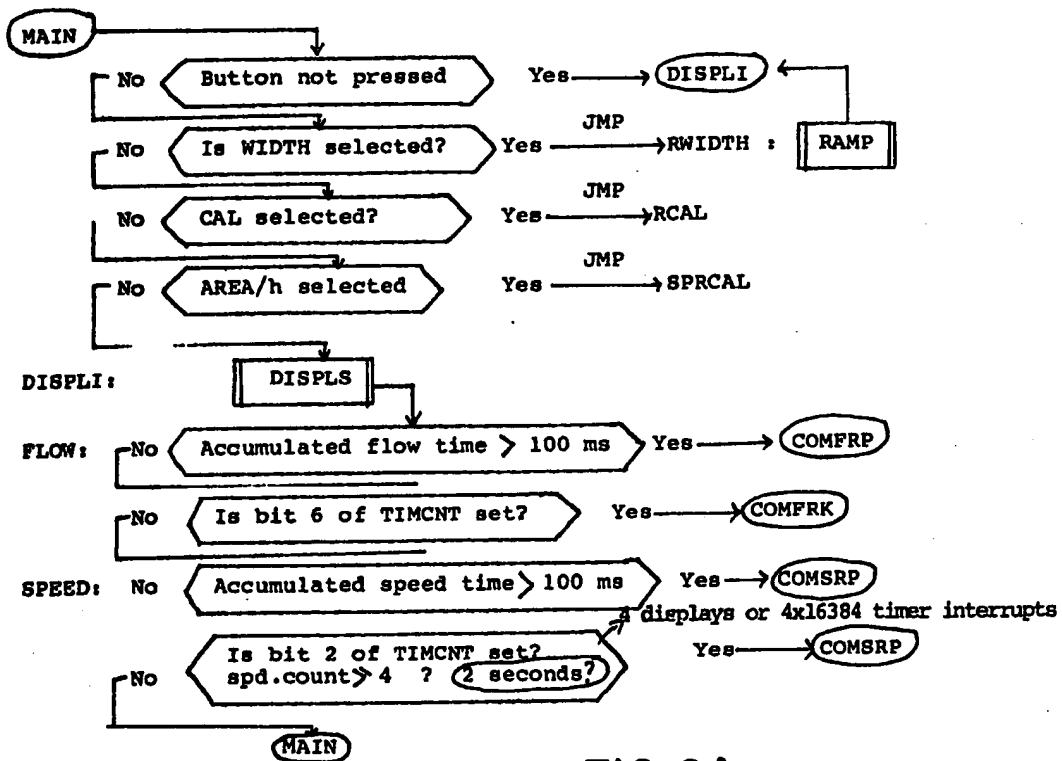 MAIN
No Button not pressed Yes DISPLI
JMP
No Is WIDTH selected? Yes RWIDTH : RAMP
JMP
No CAL selected? Yes RCAL
JMP
No AREA/h selected Yes SPRCAL
DISPLI: DISPLS
FLOW: No Accumulated flow time > 100 ms Yes COMFRP
No Is bit 6 of TIMCNT set? Yes COMFRK
SPEED: No Accumulated speed time > 100 ms Yes COMSRP
displays or 4x16384 timer interrupts
Is bit 2 of TIMCNT set? Yes COMSRP
No spd.count > 4 ? 2 seconds?
MAIN